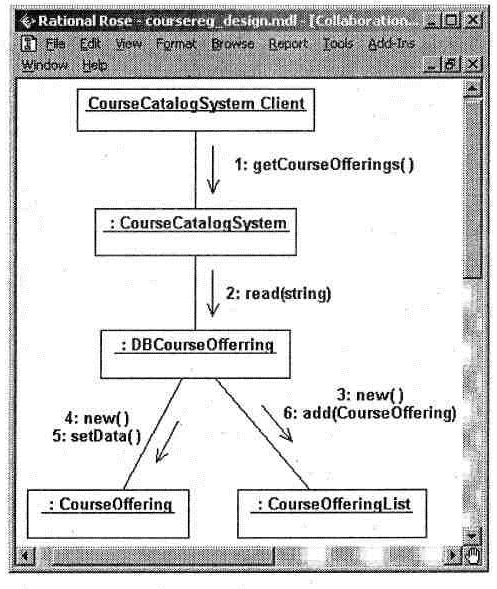 Rational Rose - coursereg_design.mdl - [Collaboration...
File Edit View Format Browse Report Tools Add-Ins
Window Help
CourseCatalogSystem Client
1: getCourseOfferings( )
: CourseCatalogSystem
2: read(string)
: DBCourseOfferring
3: new( )
6: add(CourseOffering)
4: new( )
5: setData( )
: CourseOffering
: CourseOfferingList